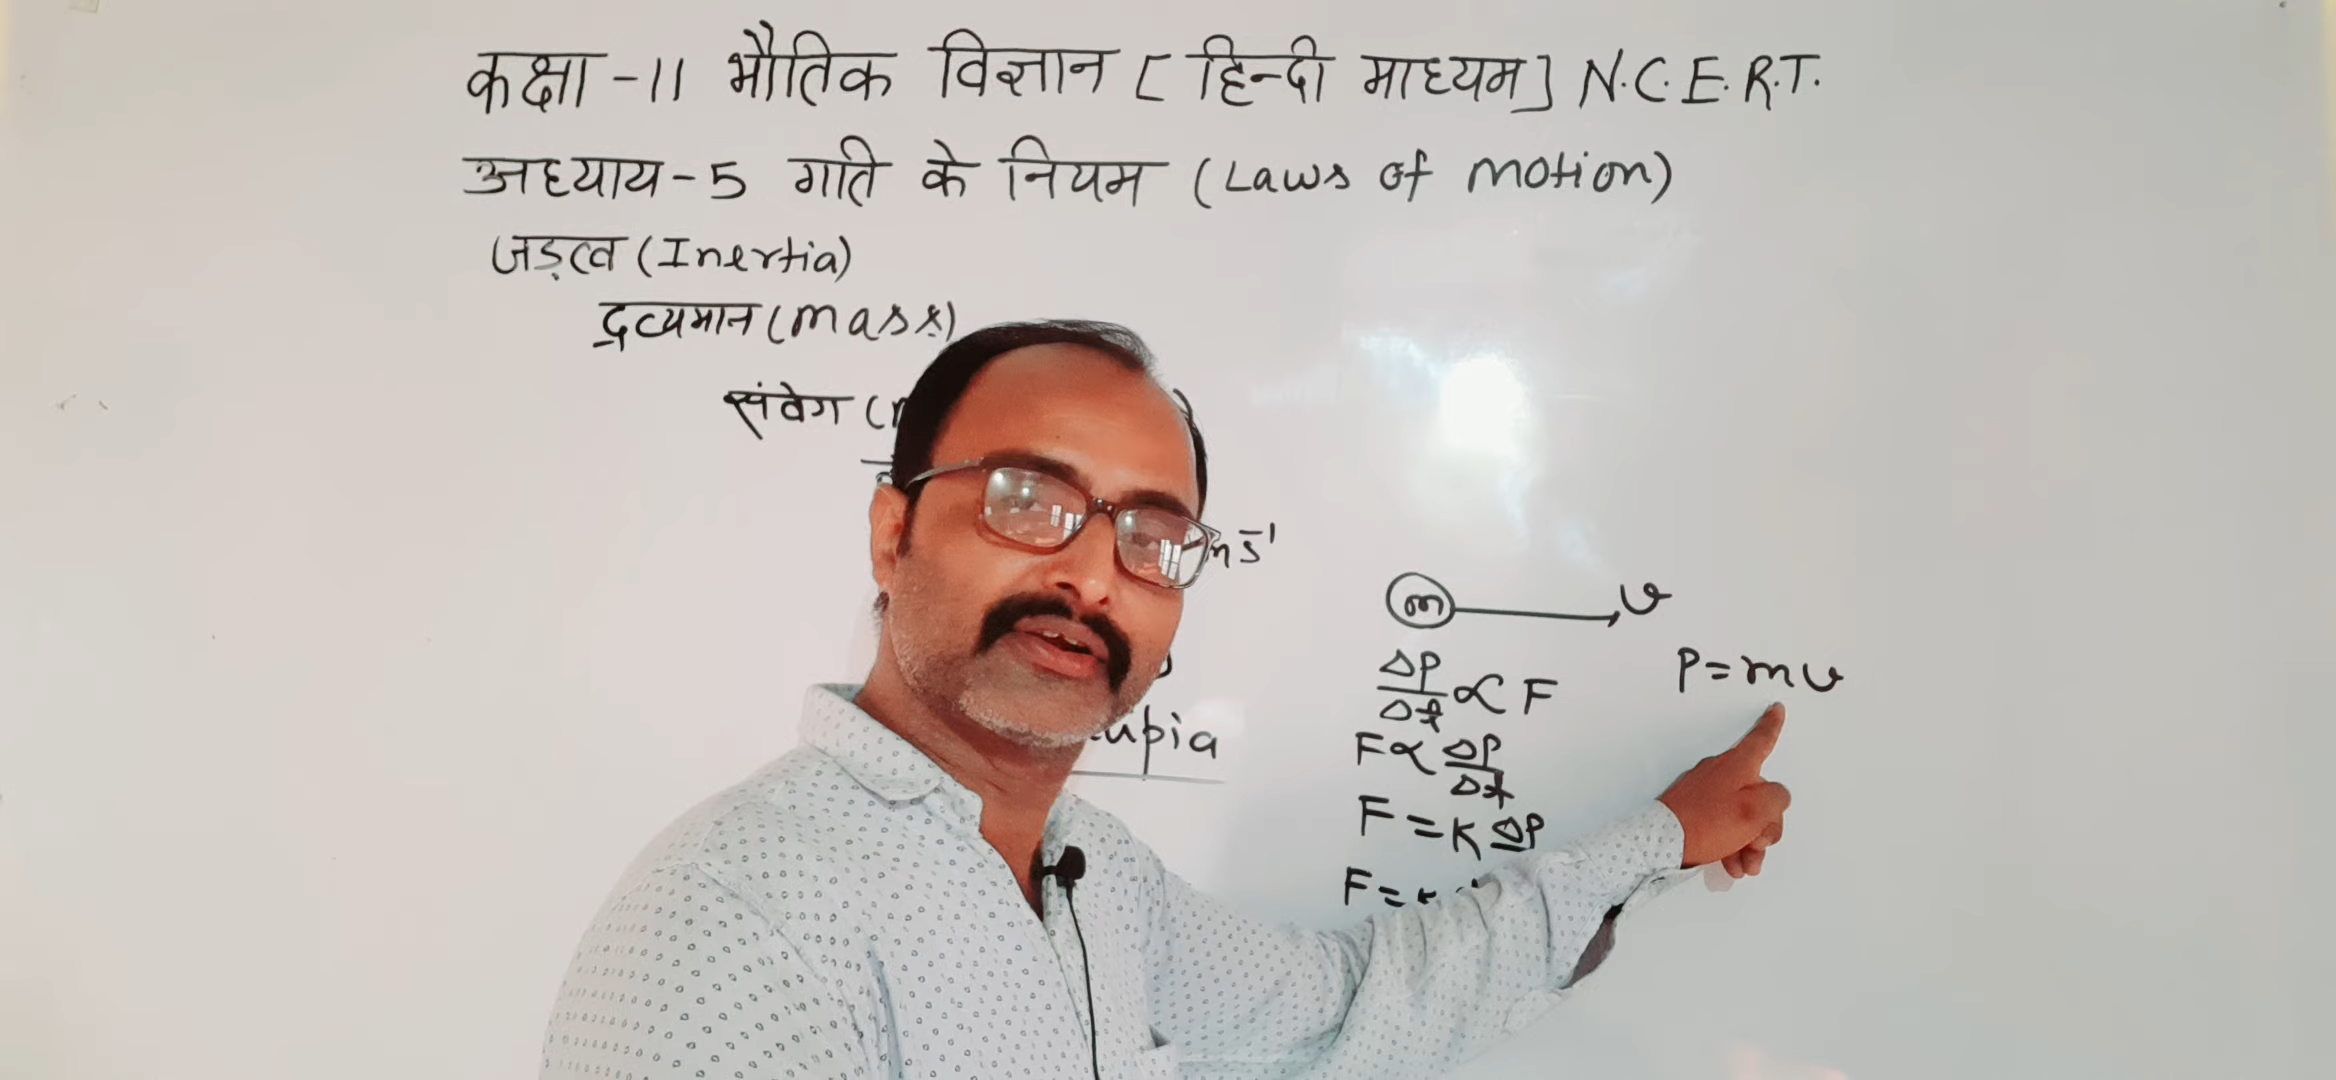 कक्षा -11 भौतिक विज्ञान [ हिन्दी माध्यम ] N.C.E.R.T.
अध्याय-5 गति के नियम (Laws of motion)
जड़त्व (Inertia)
द्रव्यमान (mass)
संवेग (
s⁻¹
m v
Δp/Δt ∝ F
P = mv
F ∝ Δp/Δt
F = K Δp
F =